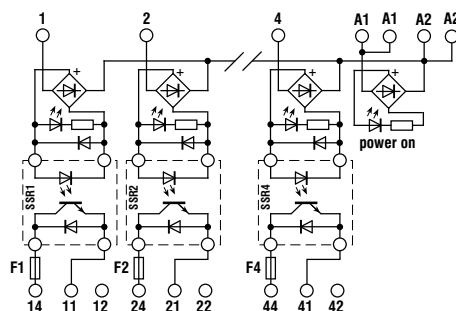 1 2 4 A1 A1 A2 A2
+ + + +
power on
SSR1 SSR2 SSR4
F1 F2 F4
14 11 12 24 21 22 44 41 42